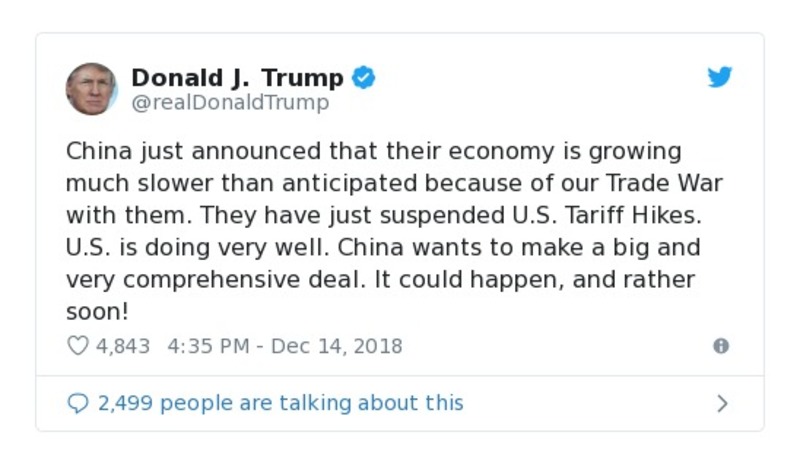 Donald J. Trump
@realDonaldTrump
China just announced that their economy is growing
much slower than anticipated because of our Trade War
with them. They have just suspended U.S. Tariff Hikes.
U.S. is doing very well. China wants to make a big and
very comprehensive deal. It could happen, and rather
soon!
4,843 4:35 PM - Dec 14, 2018
2,499 people are talking about this